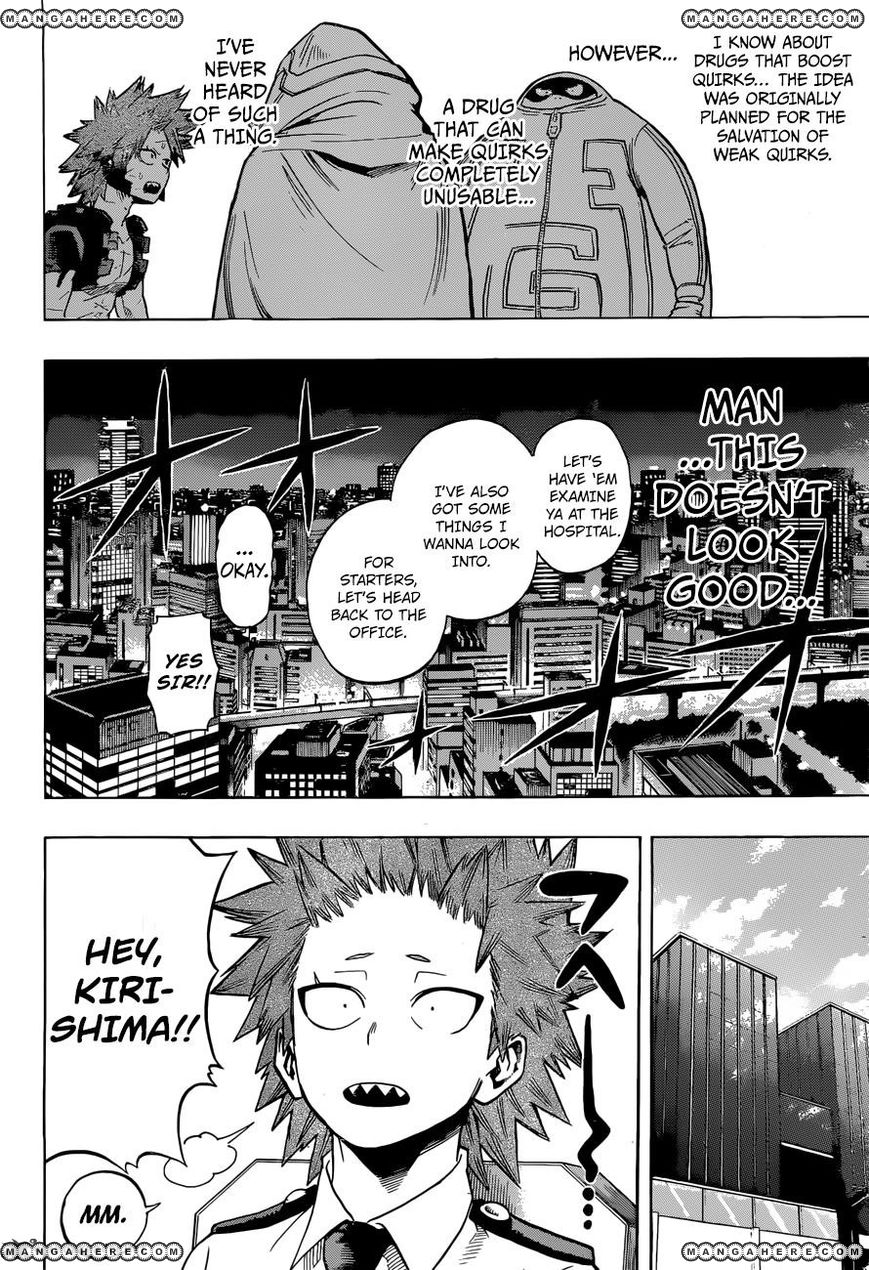 MANGAHERE.COM
MANGAHERE.COM
I KNOW ABOUT
DRUGS THAT BOOST
QUIRKS... THE IDEA
WAS ORIGINALLY
PLANNED FOR THE
SALVATION OF
WEAK QUIRKS.
HOWEVER...
A DRUG
THAT CAN
MAKE QUIRKS
COMPLETELY
UNUSABLE...
I'VE
NEVER
HEARD
OF SUCH
A THING.
F
G
MAN
...THIS
DOESN'T
LOOK
GOOD...
LET'S
HAVE 'EM
EXAMINE
YA AT THE
HOSPITAL.
I'VE ALSO
GOT SOME
THINGS I
WANNA LOOK
INTO.
FOR
STARTERS,
LET'S HEAD
BACK TO THE
OFFICE.
...
OKAY.
YES
SIR!!
HEY,
KIRI-
SHIMA!!
MM.
MANGAHERE.COM
MANGAHERE.COM